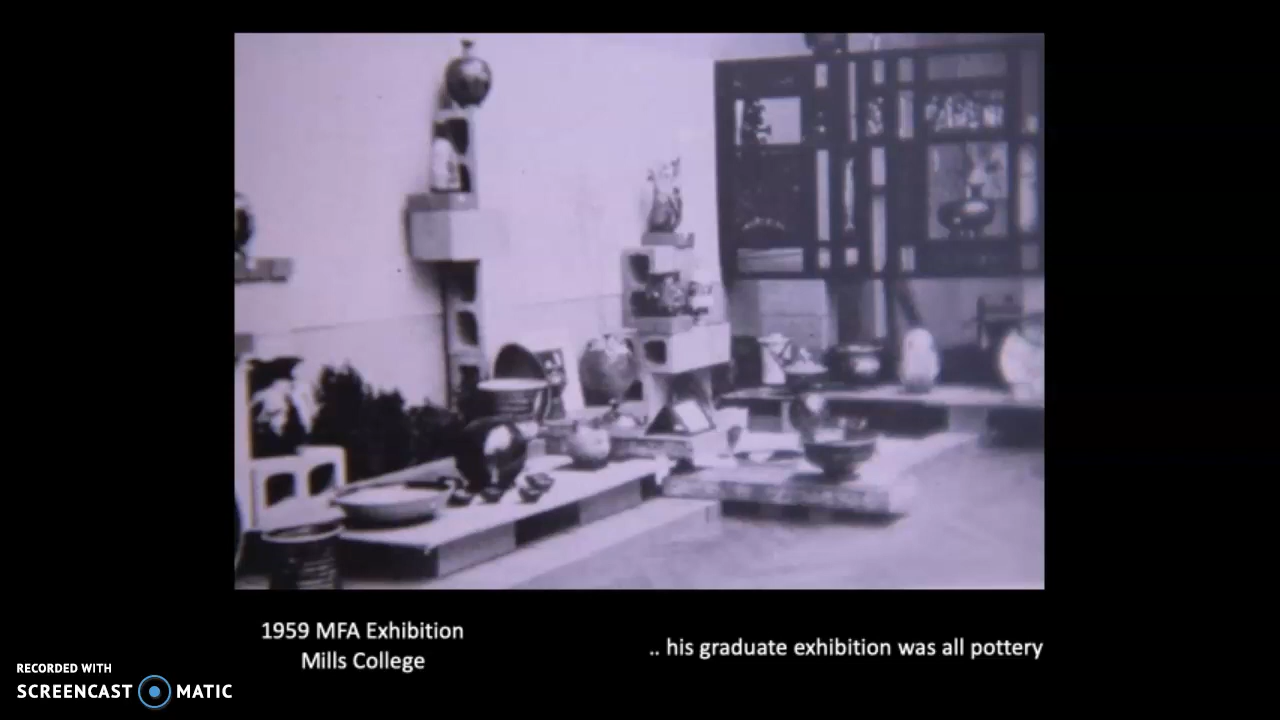 1959 MFA Exhibition
Mills College
.. his graduate exhibition was all pottery
RECORDED WITH
SCREENCAST MATIC